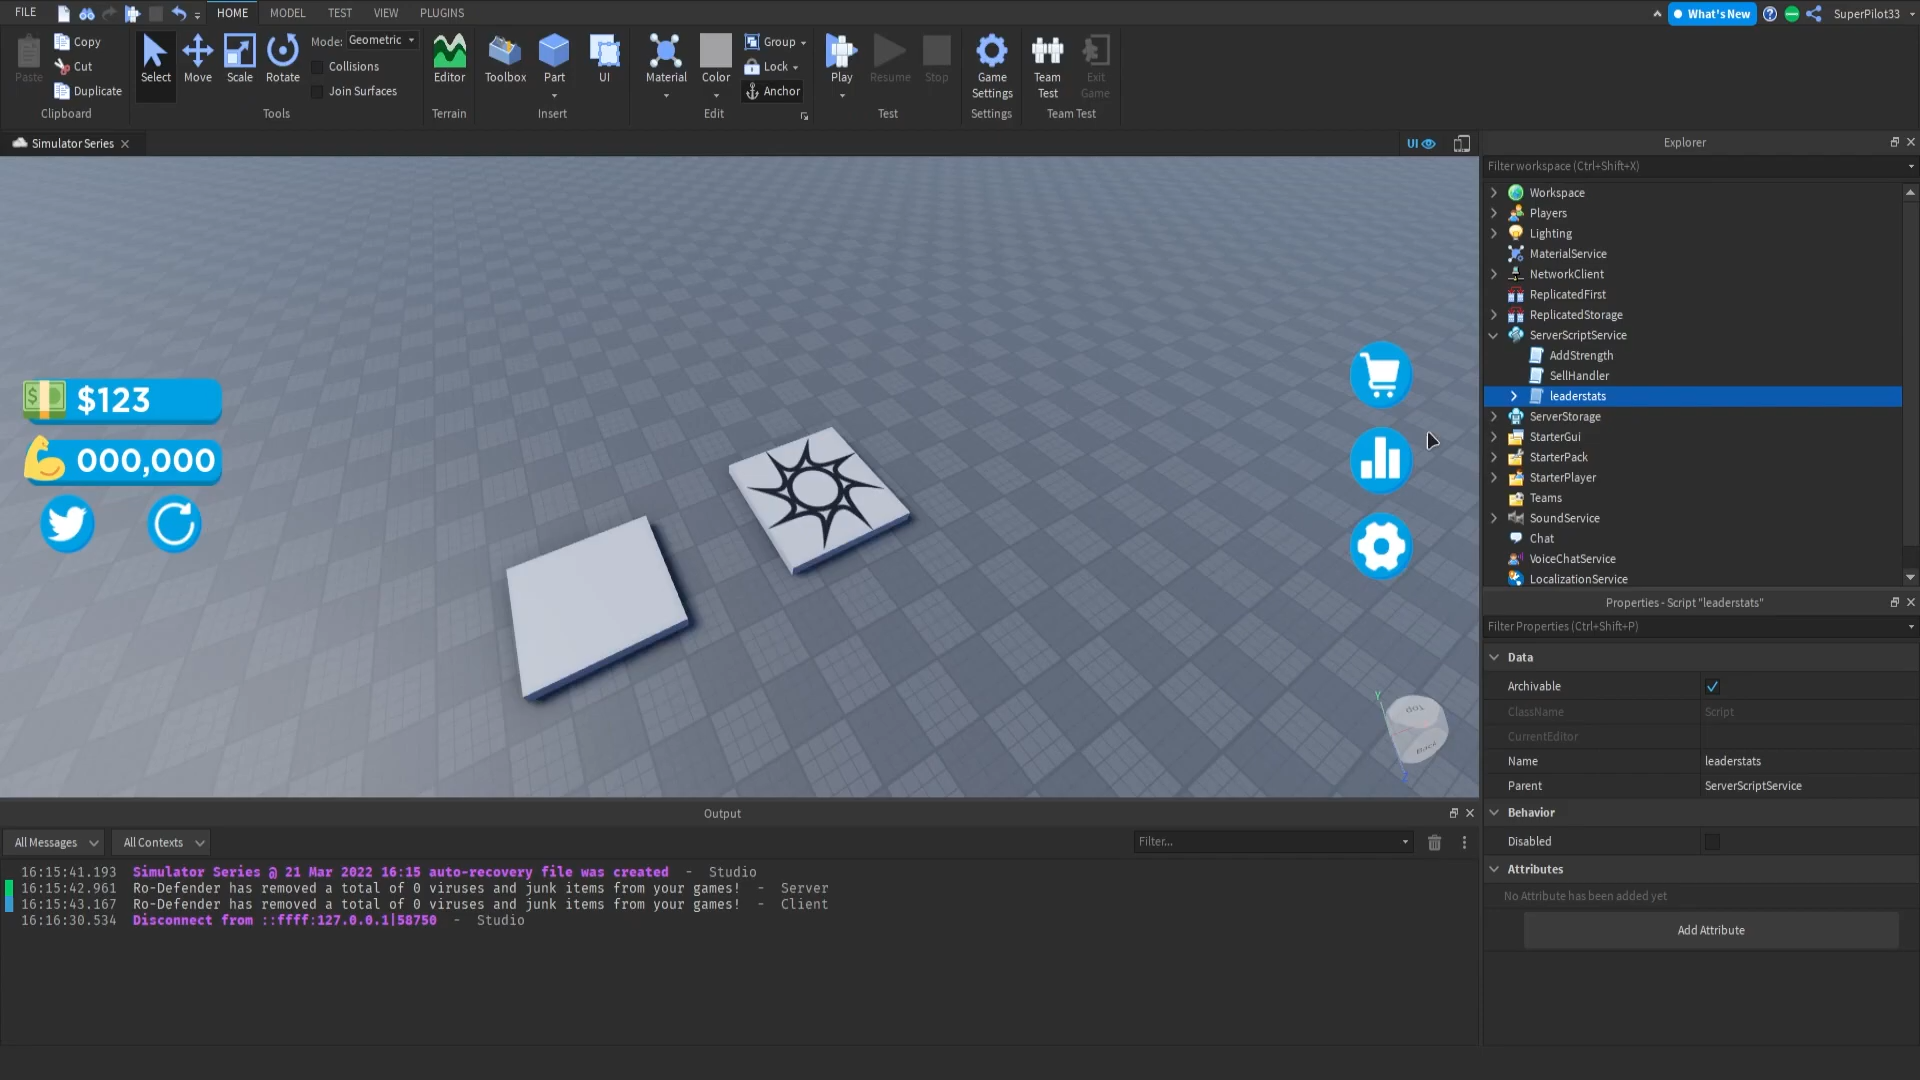 FILE HOME MODEL TEST VIEW PLUGINS What's New SuperPilot33
Paste Copy Cut Duplicate Clipboard
Select Move Scale Rotate Mode: Geometric Collisions Join Surfaces Tools
Editor Terrain
Toolbox Part UI Insert
Material Color Group Lock Anchor Edit
Play Resume Stop Test
Game Settings Settings
Team Test Exit Game Team Test
Simulator Series
UI
$123
000,000
Y
Top
Back
Z
Explorer
Filter workspace (Ctrl+Shift+X)
Workspace
Players
Lighting
MaterialService
NetworkClient
ReplicatedFirst
ReplicatedStorage
ServerScriptService
AddStrength
SellHandler
leaderstats
ServerStorage
StarterGui
StarterPack
StarterPlayer
Teams
SoundService
Chat
VoiceChatService
LocalizationService
Properties - Script "leaderstats"
Filter Properties (Ctrl+Shift+P)
Data
Archivable
ClassName Script
CurrentEditor
Name leaderstats
Parent ServerScriptService
Behavior
Disabled
Attributes
No Attribute has been added yet
Add Attribute
Output
All Messages All Contexts Filter...
16:15:41.193 Simulator Series @ 21 Mar 2022 16:15 auto-recovery file was created - Studio
16:15:42.961 Ro-Defender has removed a total of 0 viruses and junk items from your games! - Server
16:15:43.167 Ro-Defender has removed a total of 0 viruses and junk items from your games! - Client
16:16:30.534 Disconnect from ::ffff:127.0.0.1|58750 - Studio